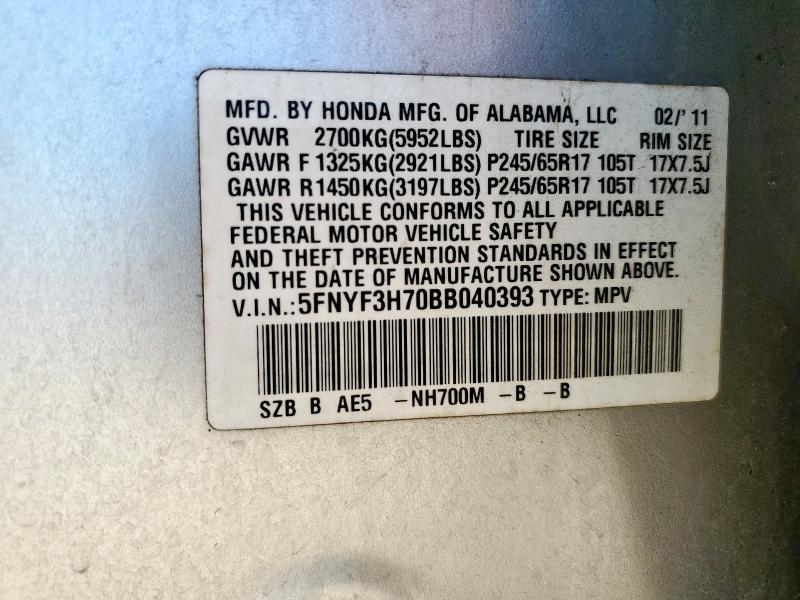 MFD. BY HONDA MFG. OF ALABAMA, LLC 02/' 11
GVWR 2700KG(5952LBS) TIRE SIZE RIM SIZE
GAWR F 1325KG(2921LBS) P245/65R17 105T 17X7.5J
GAWR R1450KG(3197LBS) P245/65R17 105T 17X7.5J
THIS VEHICLE CONFORMS TO ALL APPLICABLE
FEDERAL MOTOR VEHICLE SAFETY
AND THEFT PREVENTION STANDARDS IN EFFECT
ON THE DATE OF MANUFACTURE SHOWN ABOVE.
V.I.N.:5FNYF3H70BB040393 TYPE: MPV
SZB B AE5 -NH700M -B -B